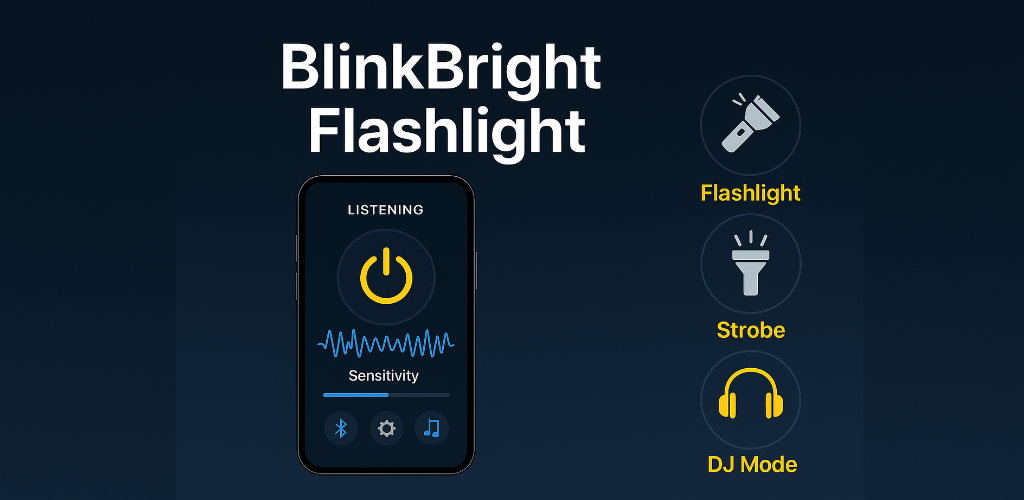 BlinkBright
Flashlight
LISTENING
Sensitivity
Flashlight
Strobe
DJ Mode